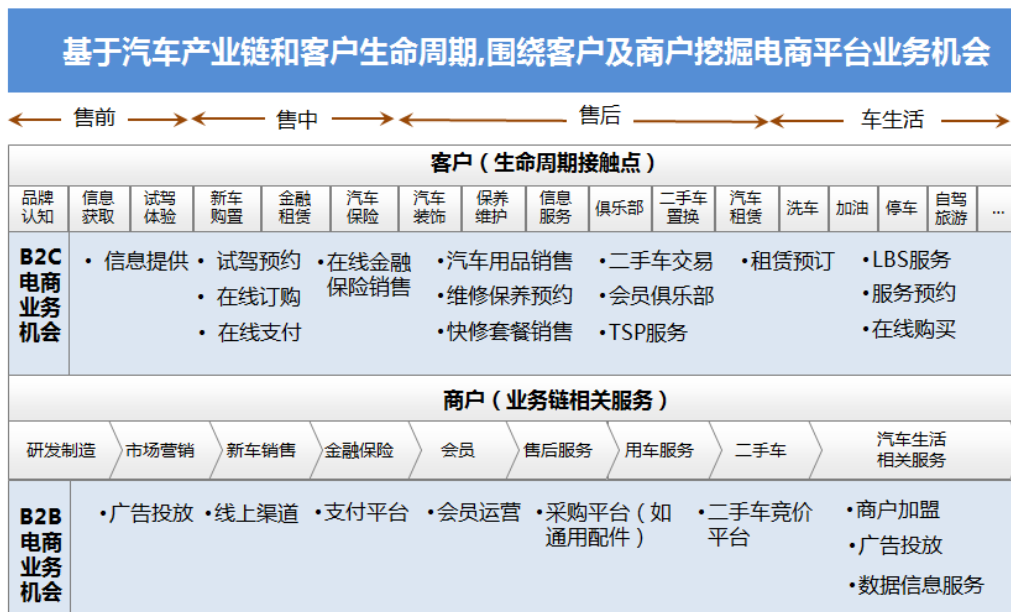 基于汽车产业链和客户生命周期,围绕客户及商户挖掘电商平台业务机会
售前 售中 售后 车生活
客户（生命周期接触点）
品牌
认知
信息
获取
试驾
体验
新车
购置
金融
租赁
汽车
保险
汽车
装饰
保养
维护
信息
服务
俱乐部
二手车
置换
汽车
租赁
洗车
加油
停车
自驾
旅游
...
B2C
电商
业务
机会
•信息提供
•试驾预约
•在线订购
•在线支付
•在线金融
保险销售
•汽车用品销售
•维修保养预约
•快修套餐销售
•二手车交易
•会员俱乐部
•TSP服务
•租赁预订
•LBS服务
•服务预约
•在线购买
商户（业务链相关服务）
研发制造
市场营销
新车销售
金融保险
会员
售后服务
用车服务
二手车
汽车生活
相关服务
B2B
电商
业务
机会
•广告投放
•线上渠道
•支付平台
•会员运营
•采购平台（如
通用配件）
•二手车竞价
平台
•商户加盟
•广告投放
•数据信息服务